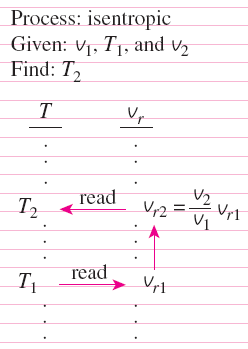 Process: isentropic
Given: v₁, T₁, and v₂
Find: T₂
T vᵣ
. .
. .
. .
T₂ read vᵣ₂ = v₂/v₁ vᵣ₁
. .
. .
. .
T₁ read vᵣ₁
. .
. .
. .